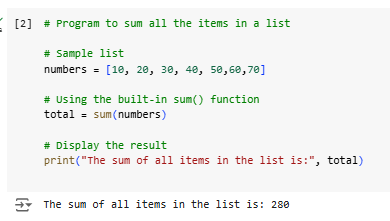 [2] # Program to sum all the items in a list
# Sample list
numbers = [10, 20, 30, 40, 50,60,70]
# Using the built-in sum() function
total = sum(numbers)
# Display the result
print("The sum of all items in the list is:", total)
The sum of all items in the list is: 280